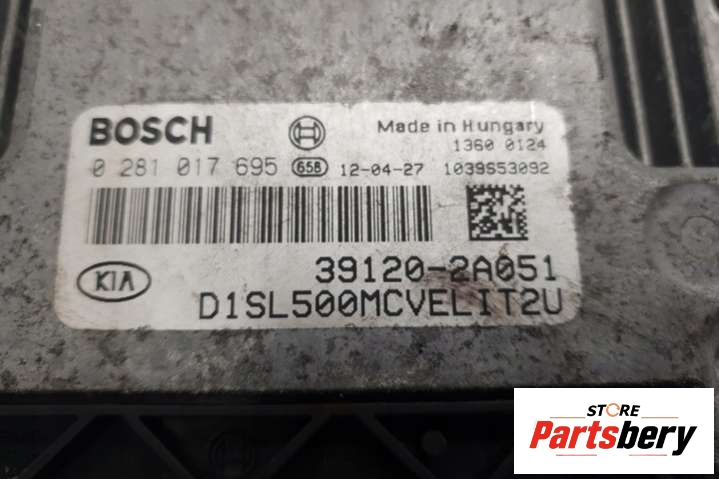 BOSCH
Made in Hungary
1360 0124
0 281 017 695 658 12-04-27 1039S53092
KIA
39120-2A051
D1SL500MCVELIT2U
STORE
Partsbery